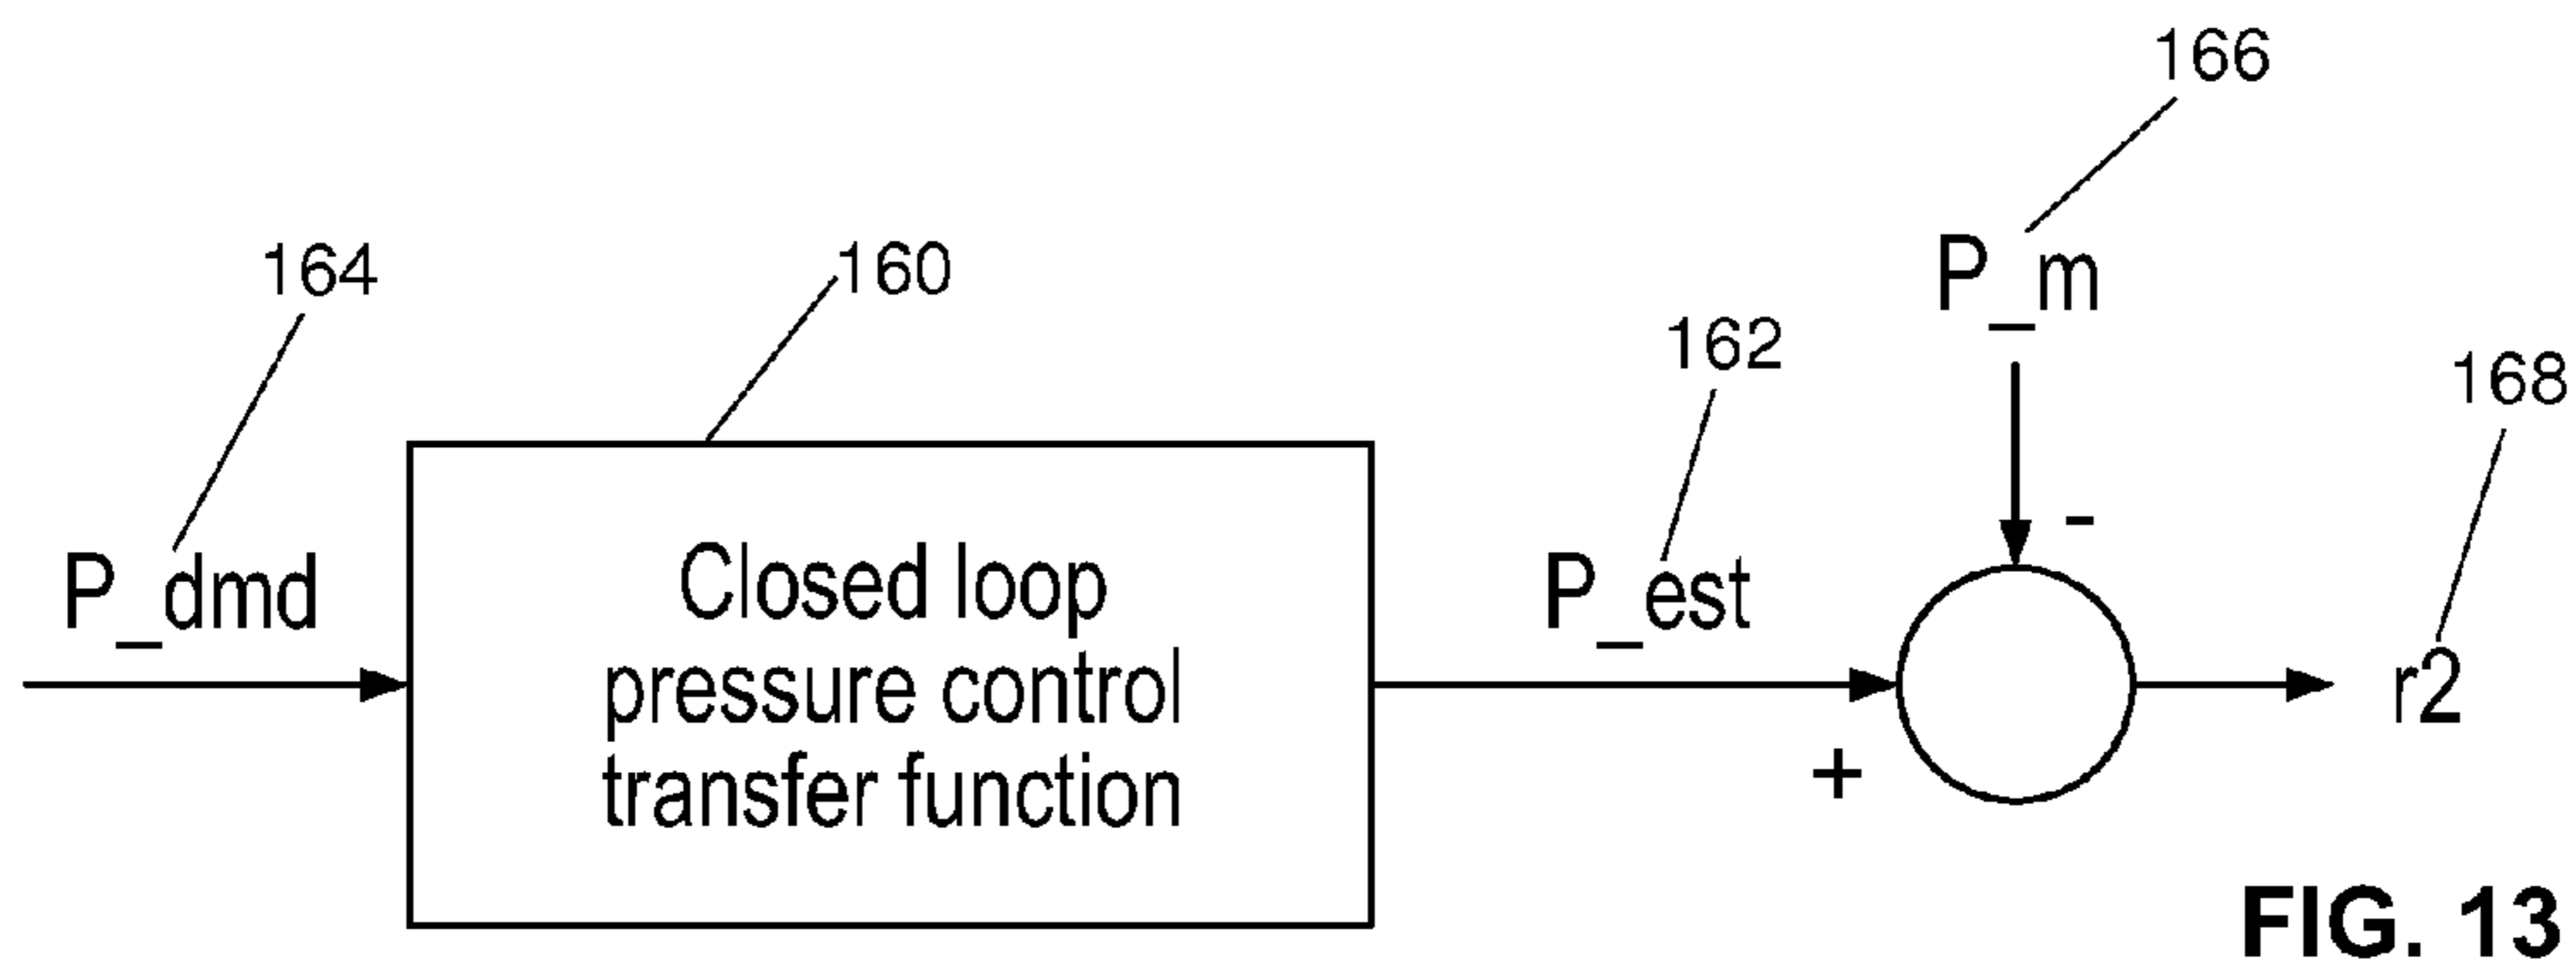 166
164
160
P_m
162
168
P_dmd
Closed loop
pressure control
transfer function
P_est
-
r2
+
FIG. 13